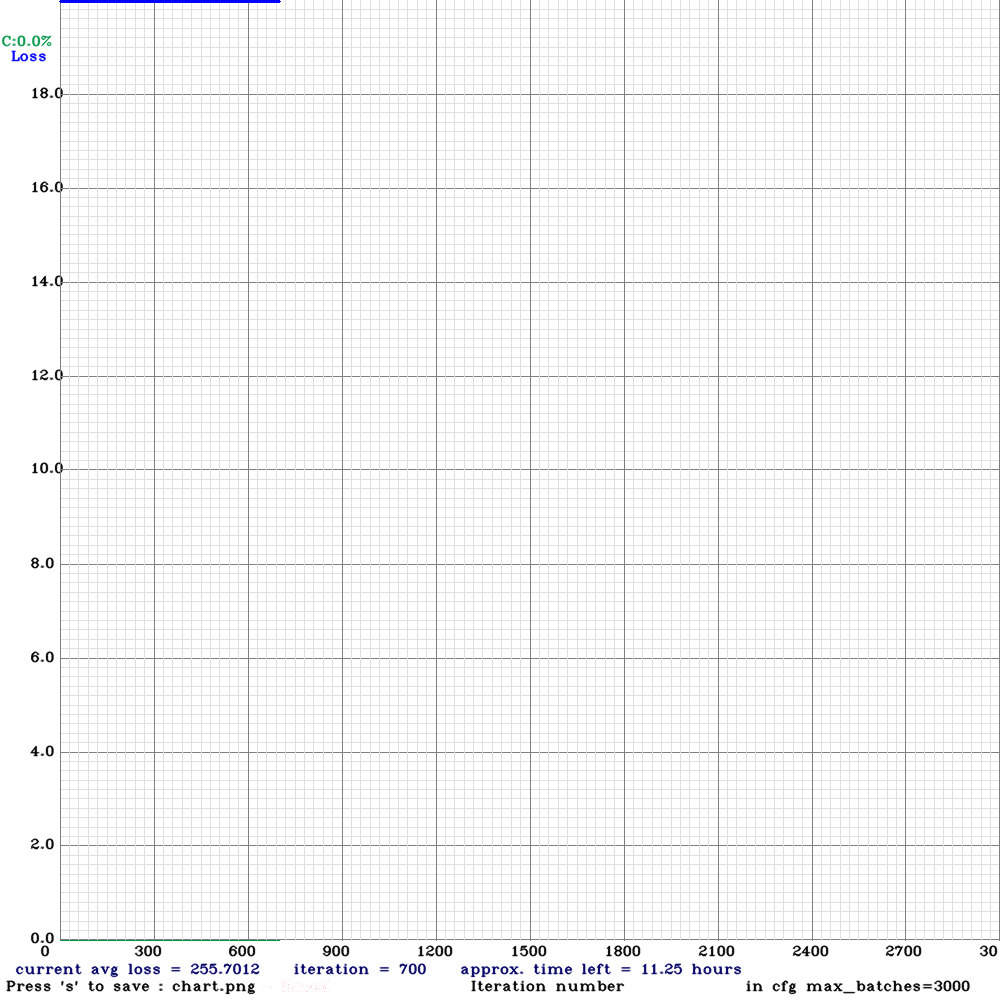 C:0.0%
Loss
18.0
16.0
14.0
12.0
10.0
8.0
6.0
4.0
2.0
0.0
0 300 600 900 1200 1500 1800 2100 2400 2700 30
current avg loss = 255.7012 iteration = 700 approx. time left = 11.25 hours
Press 's' to save : chart.png Iteration number in cfg max_batches=3000